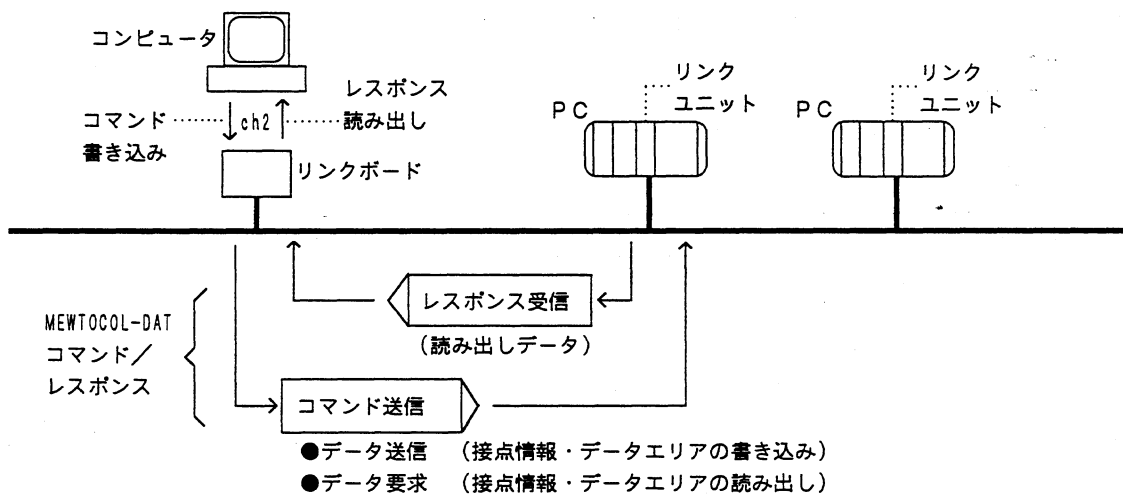 コンピュータ
レスポンス
読み出し
コマンド
書き込み
ch2
リンクボード
PC
リンク
ユニット
PC
リンク
ユニット
レスポンス受信
(読み出しデータ)
MEWTOCOL-DAT
コマンド／
レスポンス
コマンド送信
●データ送信 (接点情報・データエリアの書き込み)
●データ要求 (接点情報・データエリアの読み出し)